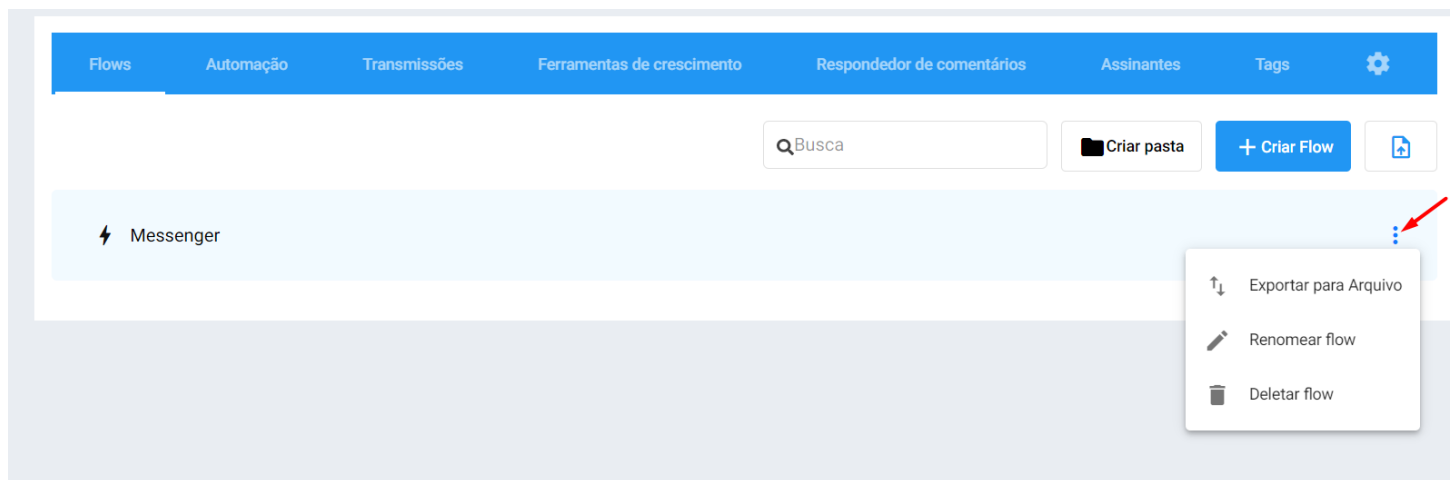 Flows Automação Transmissões Ferramentas de crescimento Respondedor de comentários Assinantes Tags
Busca Criar pasta + Criar Flow
Messenger
Exportar para Arquivo
Renomear flow
Deletar flow